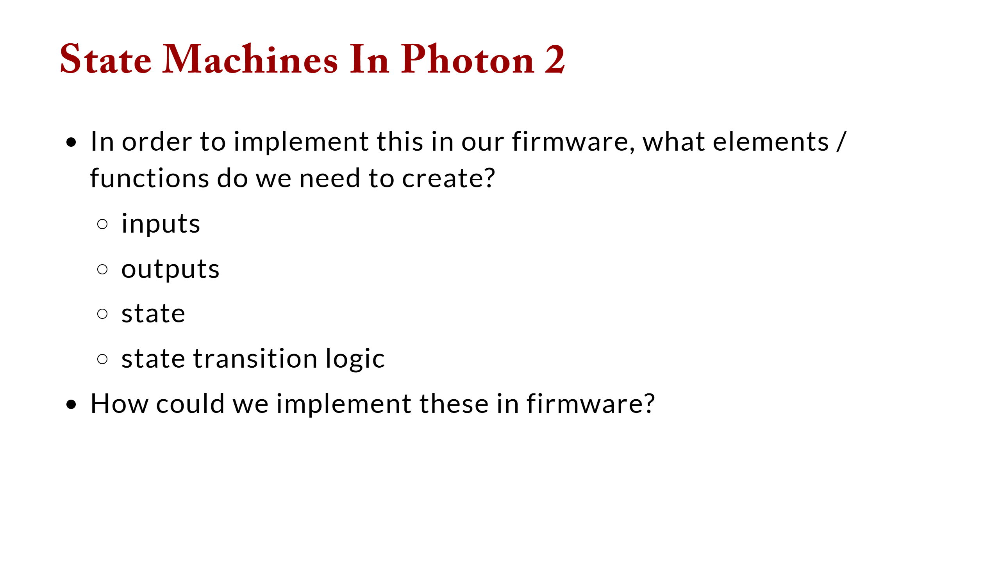 State Machines In Photon 2
In order to implement this in our firmware, what elements /
functions do we need to create?
inputs
outputs
state
state transition logic
How could we implement these in firmware?